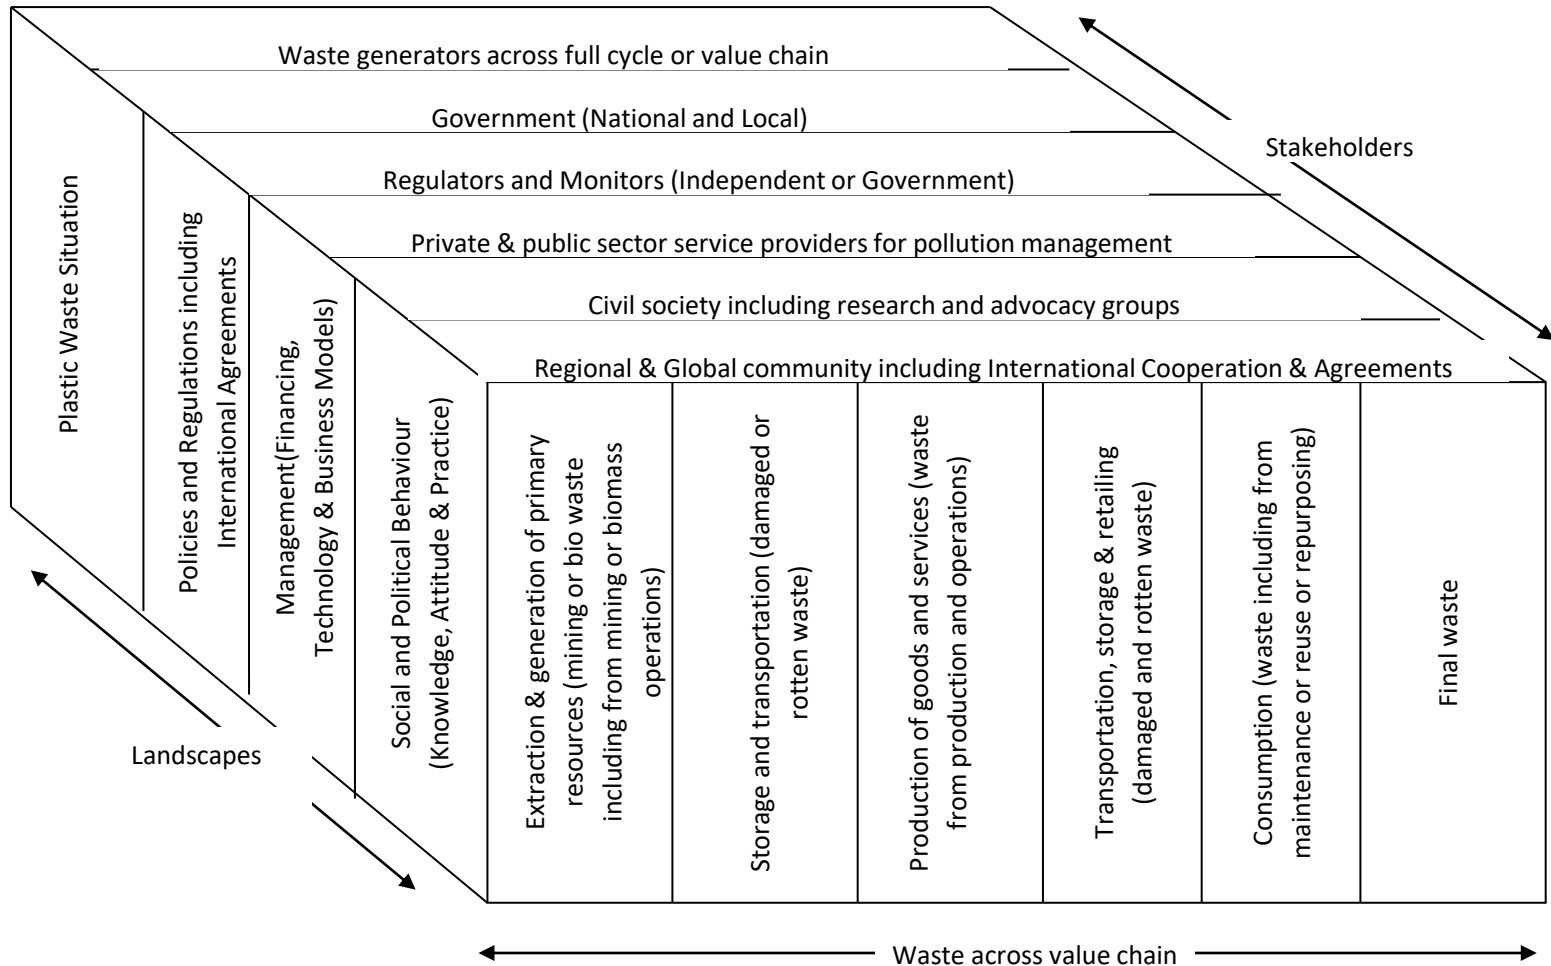 Waste generators across full cycle or value chain
Government (National and Local)
Stakeholders
Regulators and Monitors (Independent or Government)
Private & public sector service providers for pollution management
Civil society including research and advocacy groups
Regional & Global community including International Cooperation & Agreements
Plastic Waste Situation
Policies and Regulations including
International Agreements
Management(Financing,
Technology & Business Models)
Social and Political Behaviour
(Knowledge, Attitude & Practice)
Extraction & generation of primary
resources (mining or bio waste
including from mining or biomass
operations)
Storage and transportation (damaged or
rotten waste)
Production of goods and services (waste
from production and operations)
Transportation, storage & retailing
(damaged and rotten waste)
Consumption (waste including from
maintenance or reuse or repurposing)
Final waste
Landscapes
Waste across value chain